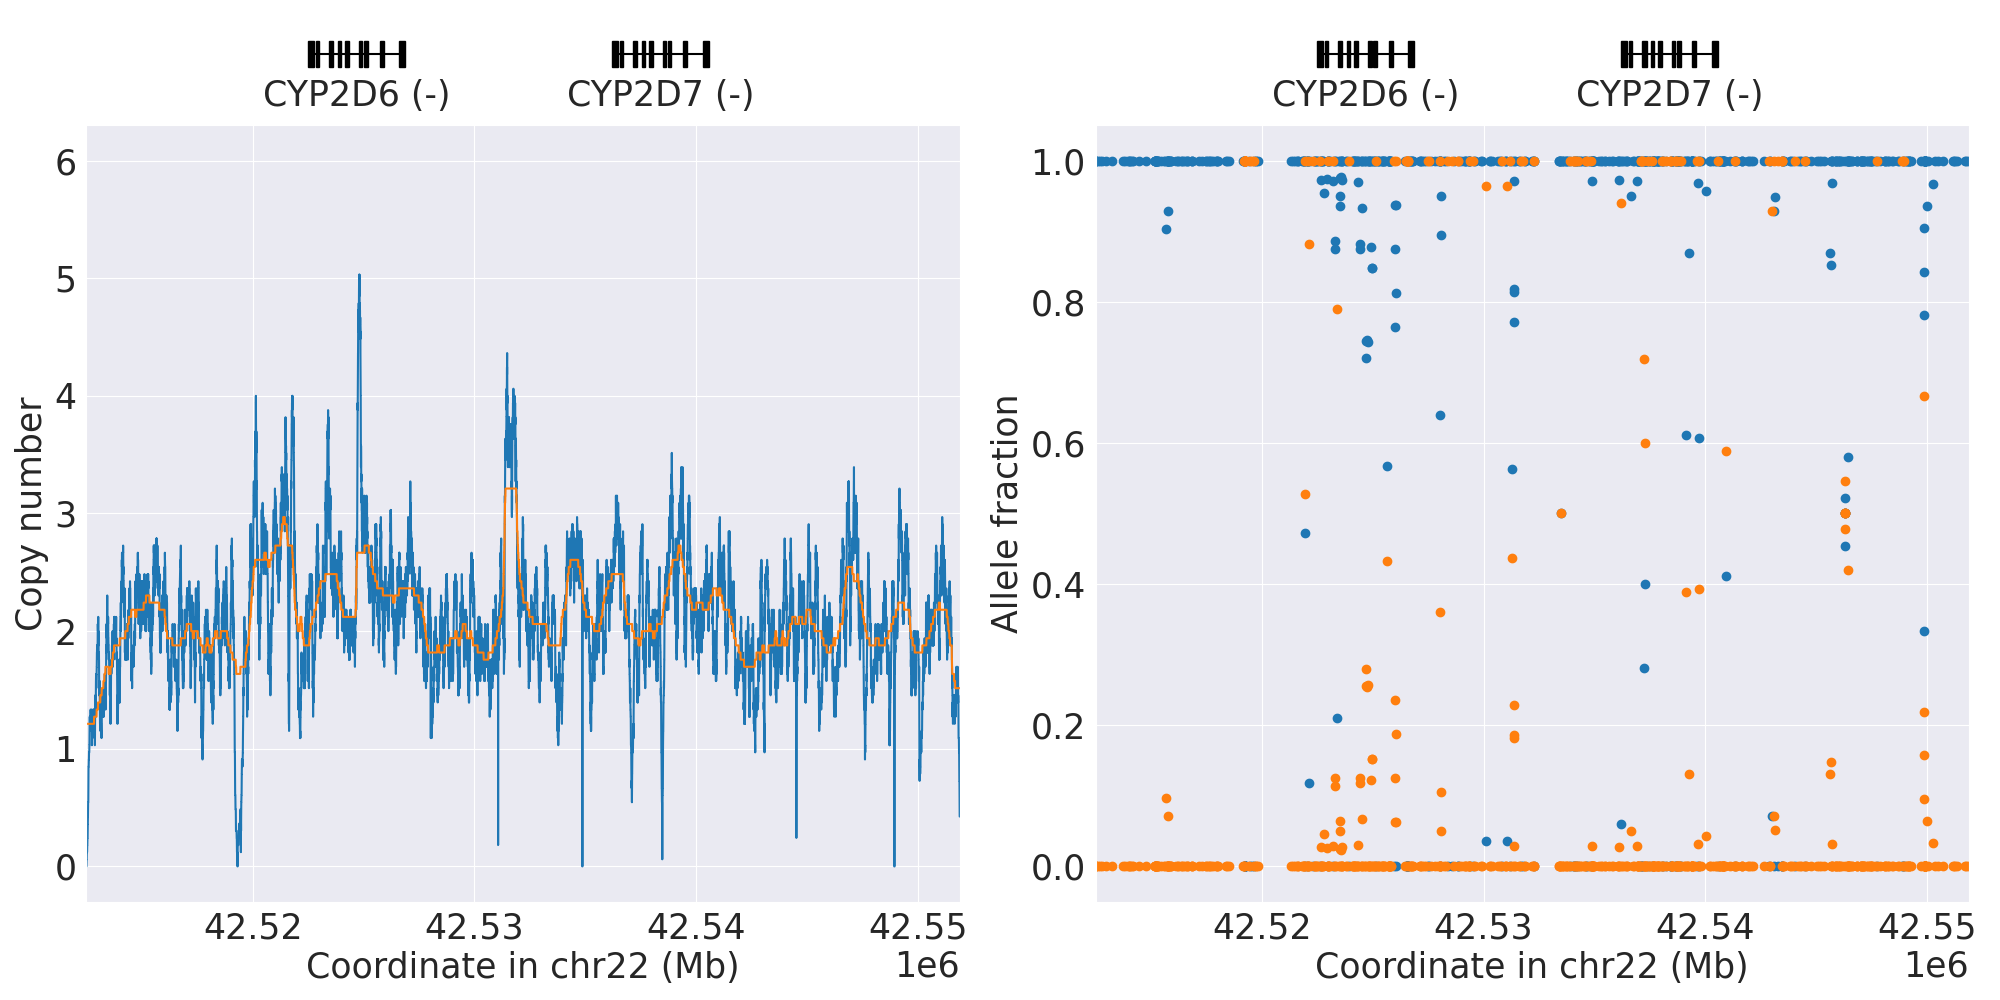 CYP2D6 (-) CYP2D7 (-)
6
5
4
3
2
1
0
Copy number
42.52 42.53 42.54 42.55
Coordinate in chr22 (Mb)
1e6
CYP2D6 (-) CYP2D7 (-)
1.0
0.8
0.6
0.4
0.2
0.0
Allele fraction
42.52 42.53 42.54 42.55
Coordinate in chr22 (Mb)
1e6